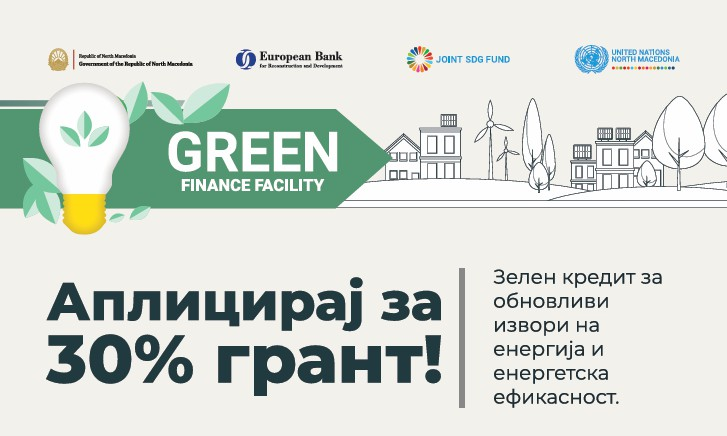 Republic of North Macedonia
Government of the Republic of North Macedonia
European Bank
for Reconstruction and Development
JOINT SDG FUND
UNITED NATIONS
NORTH MACEDONIA
GREEN
FINANCE FACILITY
Аплицирај за
30% грант!
Зелен кредит за
обновливи
извори на
енергија и
енергетска
ефикасност.